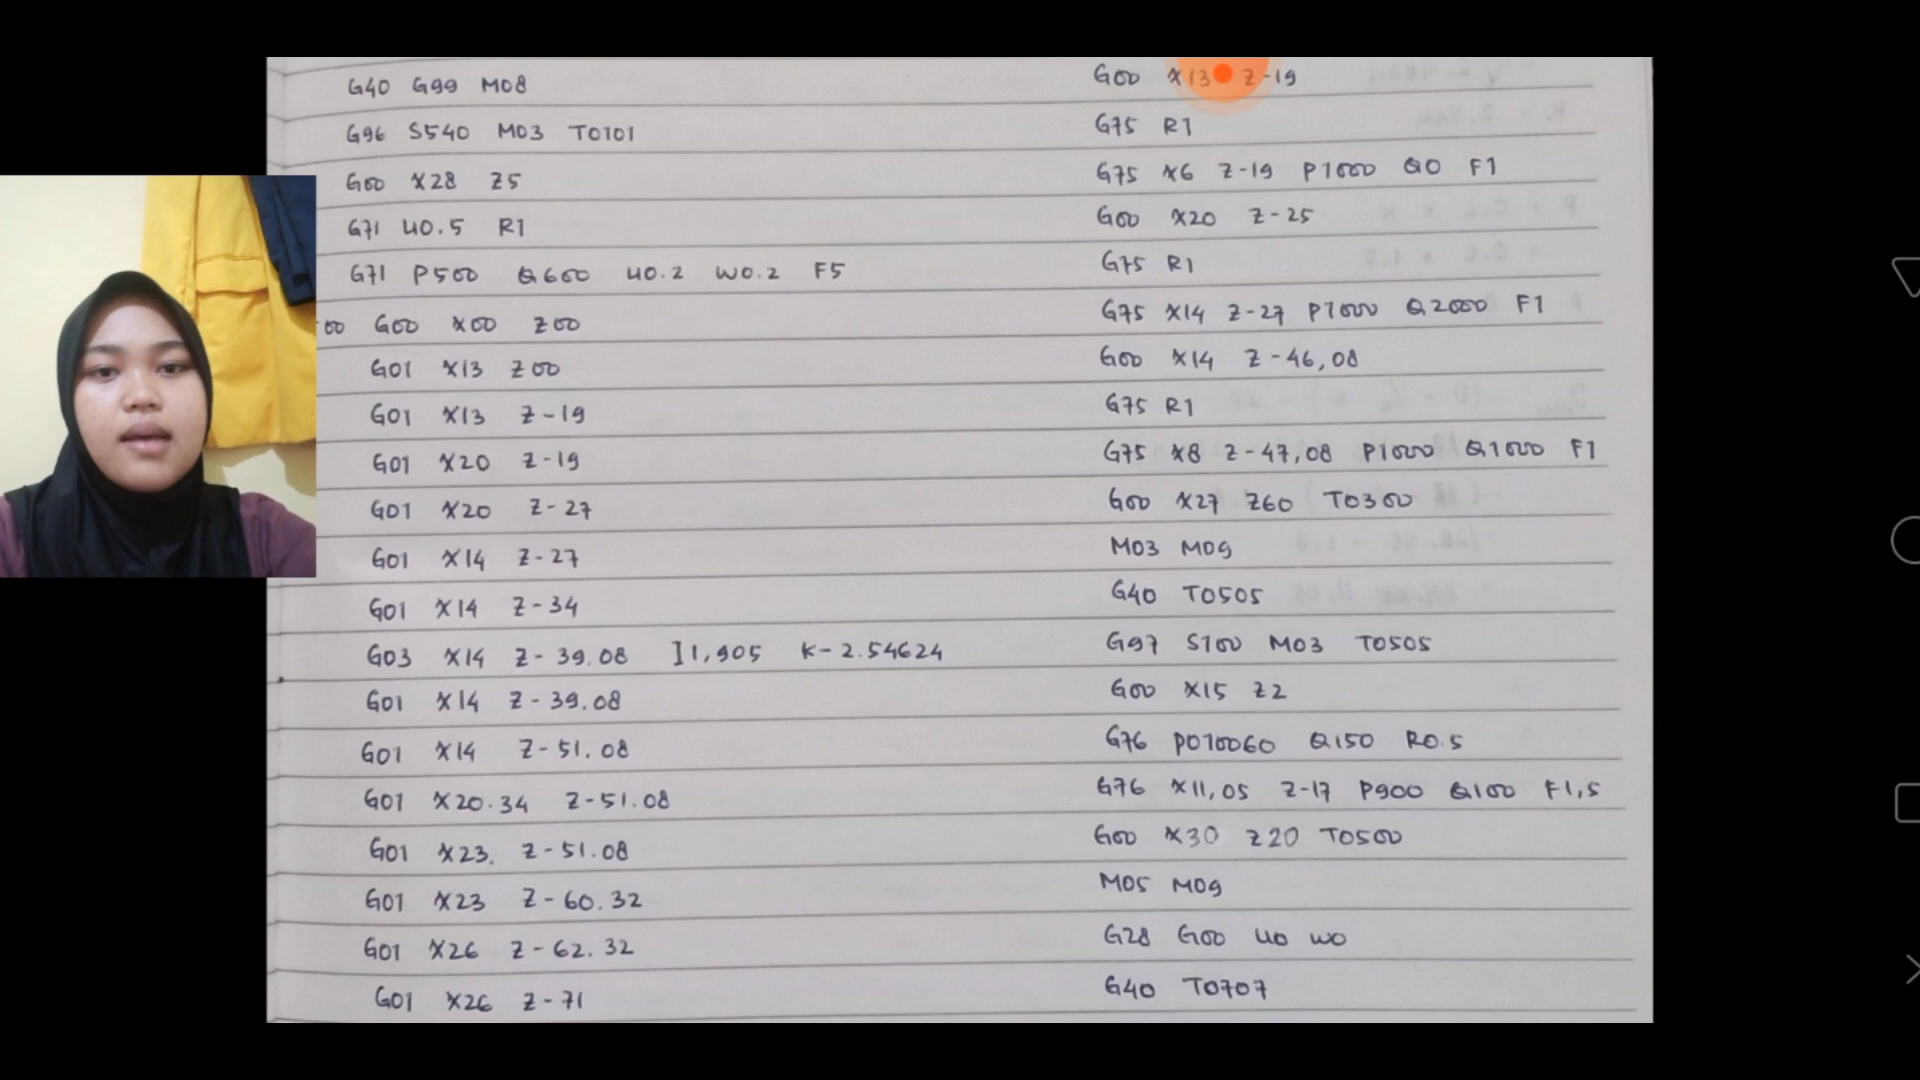 G40 G99 M08
G96 S540 M03 T0101
G00 X28 Z5
G71 U0.5 R1
G71 P500 Q600 U0.2 W0.2 F5
00 G00 X00 Z00
G01 X13 Z00
G01 X13 Z-19
G01 X20 Z-19
G01 X20 Z-27
G01 X14 Z-27
G01 X14 Z-34
G03 X14 Z-39.08 I1,905 K-2.54624
G01 X14 Z-39.08
G01 X14 Z-51.08
G01 X20.34 Z-51.08
G01 X23. Z-51.08
G01 X23 Z-60.32
G01 X26 Z-62.32
G01 X26 Z-71
G00 X13 Z-19
G75 R1
G75 X6 Z-19 P1000 Q0 F1
G00 X20 Z-25
G75 R1
G75 X14 Z-27 P1000 Q2000 F1
G00 X14 Z-46,08
G75 R1
G75 X8 Z-47,08 P1000 Q1000 F1
G00 X27 Z60 T0300
M03 M09
G40 T0505
G97 S100 M03 T0505
G00 X15 Z2
G76 P010060 Q150 R0.5
G76 X11,05 Z-17 P900 Q100 F1,5
G00 X30 Z20 T0500
M05 M09
G28 G00 U0 W0
G40 T0707